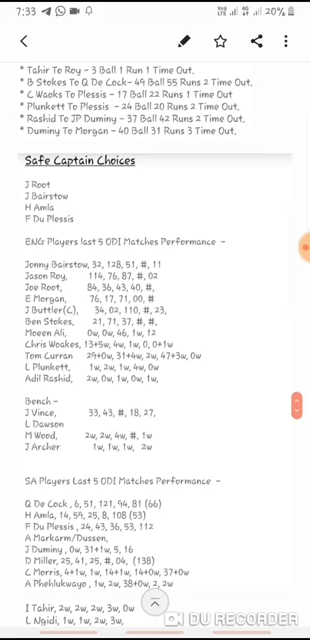 7:33
Vo) LTE 4G 20%
* Tahir To Roy - 3 Ball 1 Run 1 Time Out.
* B Stokes To Q De Cock- 49 Ball 55 Runs 2 Time Out.
* C Waoks To Plessis - 17 Ball 22 Runs 1 Time Out
* Plunkett To Plessis - 24 Ball 20 Runs 2 Time Out.
* Rashid To JP Duminy - 37 Ball 42 Runs 2 Time Out.
* Duminy To Morgan - 40 Ball 31 Runs 3 Time Out.
Safe Captain Choices
J Root
J Bairstow
H Amla
F Du Plessis
ENG Players last 5 ODI Matches Performance -
Jonny Bairstow, 32, 128, 51, #, 11
Jason Roy, 114, 76, 87, #, 02
Joe Root, 84, 36, 43, 40, #,
E Morgan, 76, 17, 71, 00, #
J Buttler(C), 34, 02, 110, #, 23,
Ben Stokes, 21, 71, 37, #, #,
Moeen Ali, 0w, 0w, 46, 1w, 12
Chris Woakes, 13+5w, 4w, 1w, 0, 0+1w
Tom Curran 29+0w, 31+4w, 2w, 47+3w, 0w
L Plunkett, 1w, 2w, 1w, 4w, 0w
Adil Rashid, 2w, 0w, 1w, 0w, 1w,
Bench -
J Vince, 33, 43, #, 18, 27,
L Dawson
M Wood, 2w, 2w, 4w, #, 1w
J Archer 1w, 1w, 1w, 2w
SA Players Last 5 ODI Matches Performance -
Q De Cock , 6, 51, 121, 94, 81 (66)
H Amla, 14, 59, 25, 8, 108 (53)
F Du Plessis , 24, 43, 36, 53, 112
A Markarm/Dussen,
J Duminy , 0w, 31+1w, 5, 16
D Miller, 25, 41, 25, #, 04, (138)
C Morris, 4+1w, 1w, 14+1w, 14+0w, 37+0w
A Phehlukwayo , 1w, 2w, 38+0w, 2, 2w
I Tahir, 2w, 2w, 2w, 3w, 0w
L Ngidi, 1w, 1w, 2w, 3w,
DU RECORDER